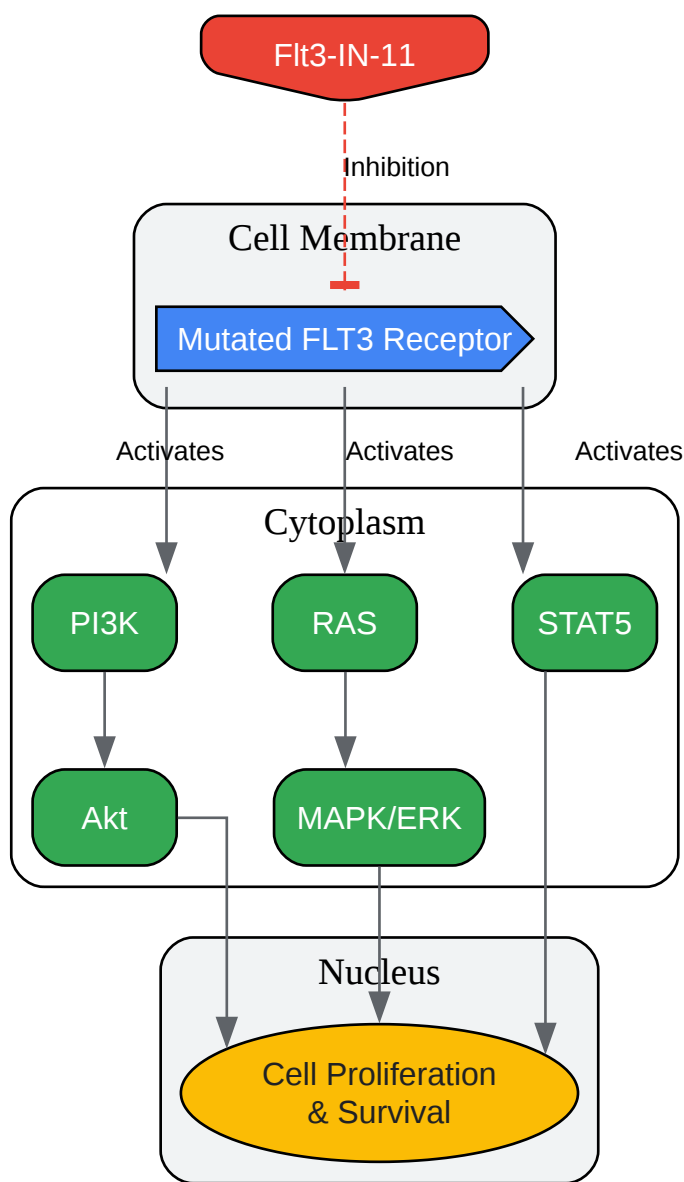 Flt3-IN-11
Inhibition
Cell Membrane
Mutated FLT3 Receptor
Activates
Activates
Activates
Cytoplasm
PI3K
RAS
STAT5
Akt
MAPK/ERK
Nucleus
Cell Proliferation
& Survival